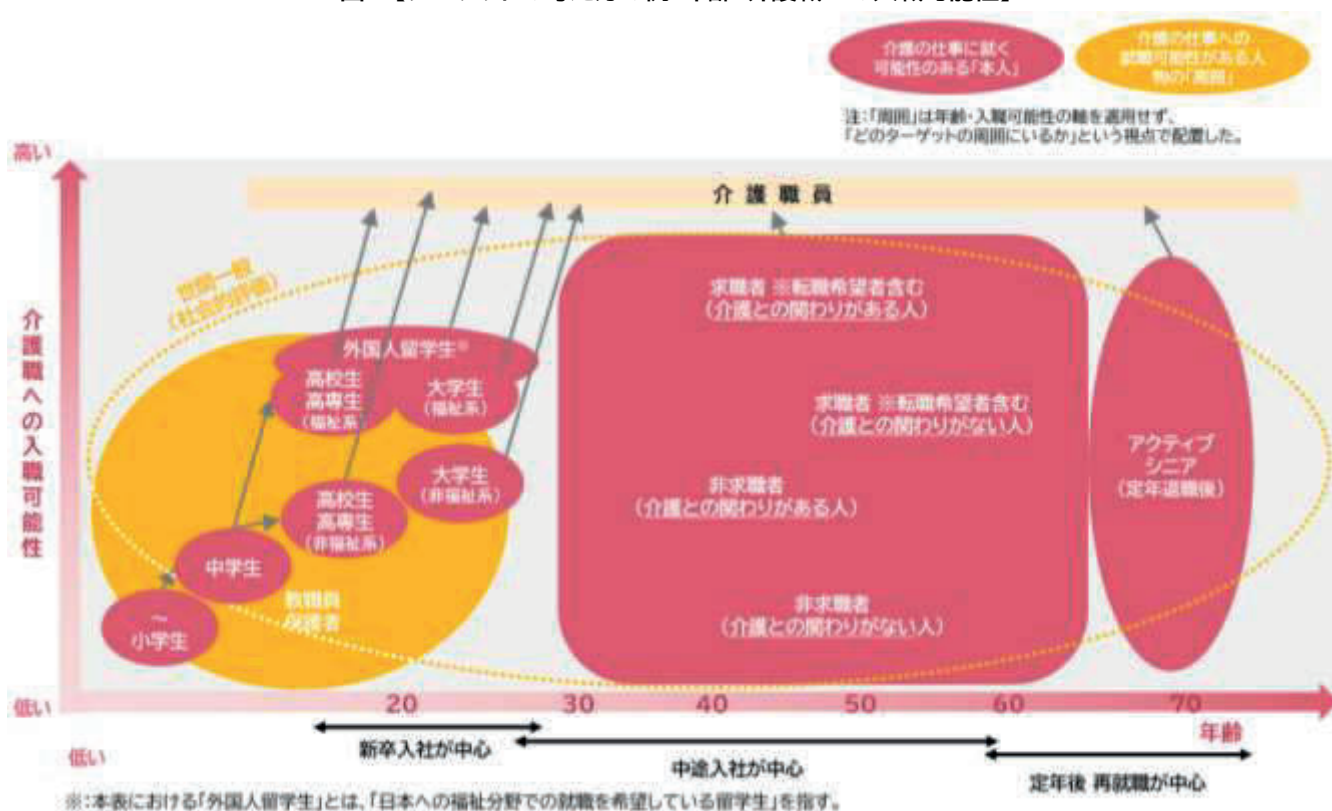 介護の仕事に就く
可能性のある「本人」
介護の仕事への
就職可能性がある人
物の「周囲」
注:「周囲」は年齢・入職可能性の軸を適用せず、
「どのターゲットの周囲にいるか」という視点で配置した。
高い
介護職員
世間一般
(社会的評価)
求職者 ※転職希望者含む
(介護との関わりがある人)
外国人留学生※
高校生
高専生
(福祉系)
大学生
(福祉系)
求職者 ※転職希望者含む
(介護との関わりがない人)
介護職への入職可能性
アクティブ
シニア
(定年退職後)
大学生
(非福祉系)
非求職者
(介護との関わりがある人)
高校生
高専生
(非福祉系)
中学生
教職員
保護者
非求職者
(介護との関わりがない人)
~
小学生
低い
20
30
40
50
60
70
年齢
低い
新卒入社が中心
中途入社が中心
定年後 再就職が中心
※:本表における「外国人留学生」とは、「日本への福祉分野での就職を希望している留学生」を指す。